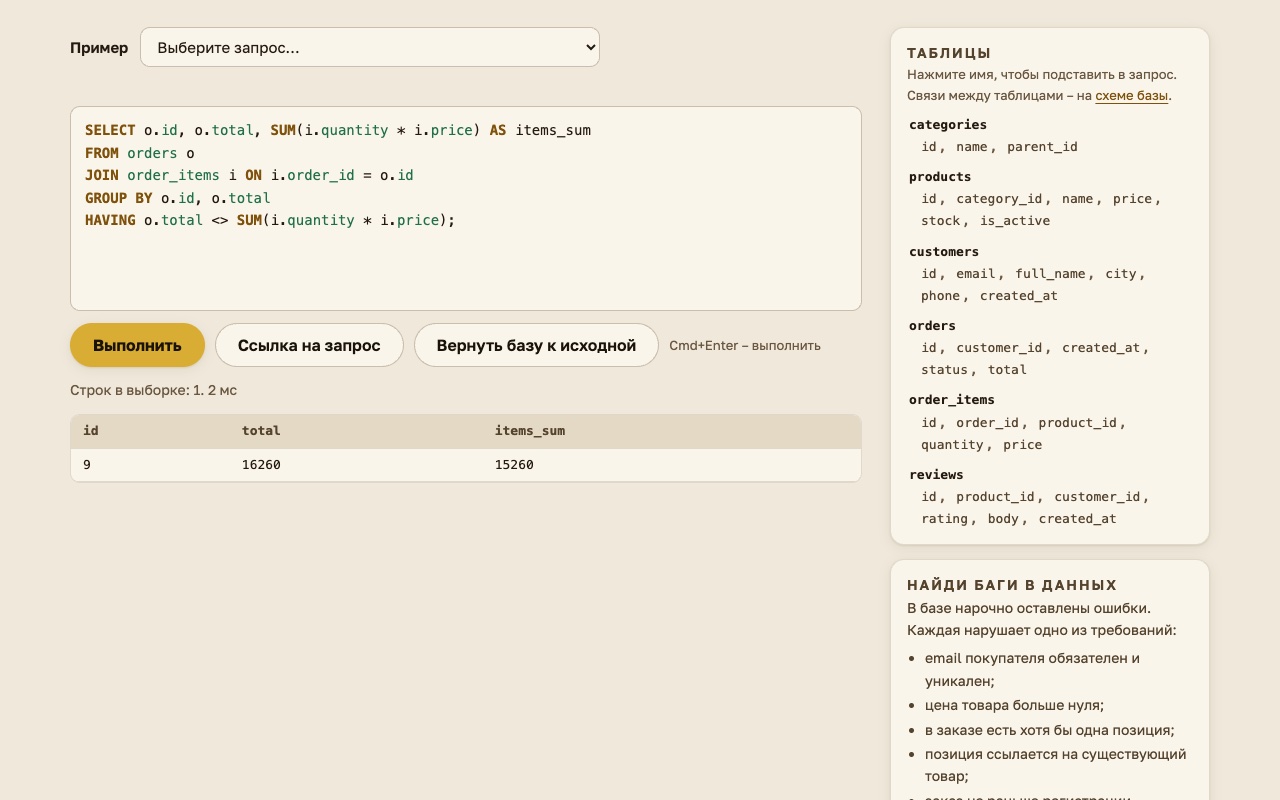 Пример
Выберите запрос...
SELECT o.id, o.total, SUM(i.quantity * i.price) AS items_sum
FROM orders o
JOIN order_items i ON i.order_id = o.id
GROUP BY o.id, o.total
HAVING o.total <> SUM(i.quantity * i.price);
Выполнить
Ссылка на запрос
Вернуть базу к исходной
Cmd+Enter – выполнить
Строк в выборке: 1. 2 мс
id total items_sum
9 16260 15260
ТАБЛИЦЫ
Нажмите имя, чтобы подставить в запрос.
Связи между таблицами – на схеме базы.
categories
id, name, parent_id
products
id, category_id, name, price,
stock, is_active
customers
id, email, full_name, city,
phone, created_at
orders
id, customer_id, created_at,
status, total
order_items
id, order_id, product_id,
quantity, price
reviews
id, product_id, customer_id,
rating, body, created_at
НАЙДИ БАГИ В ДАННЫХ
В базе нарочно оставлены ошибки.
Каждая нарушает одно из требований:
• email покупателя обязателен и
уникален;
• цена товара больше нуля;
• в заказе есть хотя бы одна позиция;
• позиция ссылается на существующий
товар;